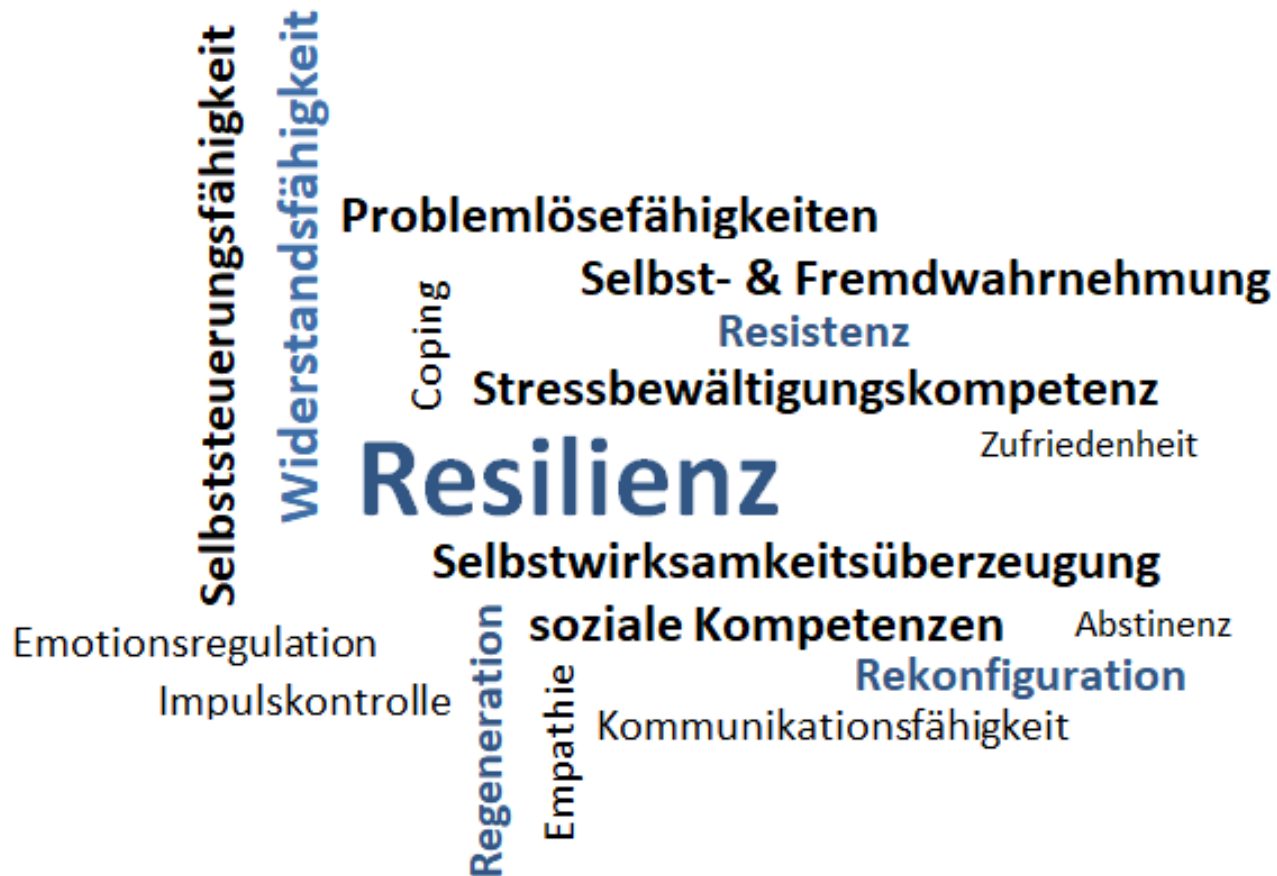 Selbststeuerungsfähigkeit
Widerstandsfähigkeit
Problemlösefähigkeiten
Selbst- & Fremdwahrnehmung
Resistenz
Coping
Stressbewältigungskompetenz
Zufriedenheit
Resilienz
Selbstwirksamkeitsüberzeugung
soziale Kompetenzen
Abstinenz
Emotionsregulation
Rekonfiguration
Impulskontrolle
Regeneration
Empathie
Kommunikationsfähigkeit